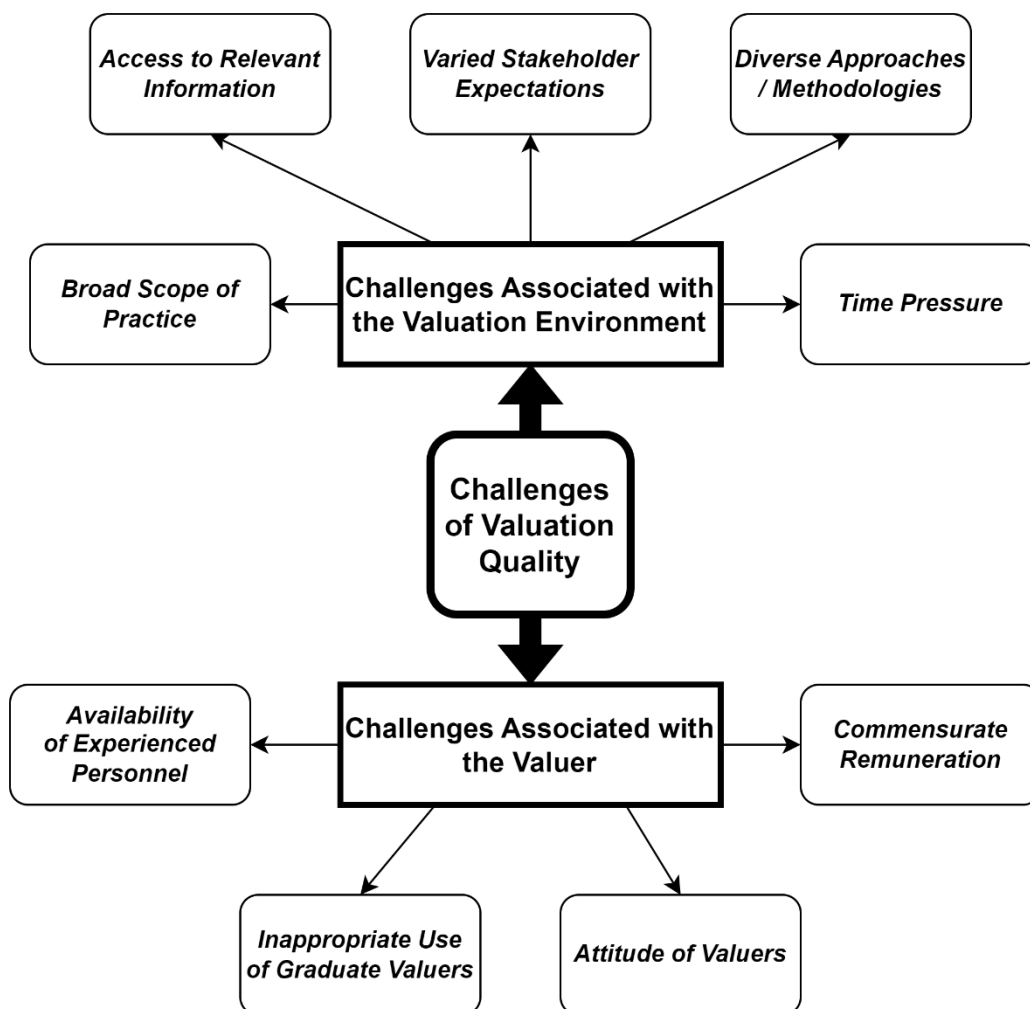 Access to Relevant
Information
Varied Stakeholder
Expectations
Diverse Approaches
/ Methodologies
Broad Scope of
Practice
Challenges Associated with
the Valuation Environment
Time Pressure
Challenges
of Valuation
Quality
Availability
of Experienced
Personnel
Challenges Associated with
the Valuer
Commensurate
Remuneration
Inappropriate Use
of Graduate Valuers
Attitude of Valuers